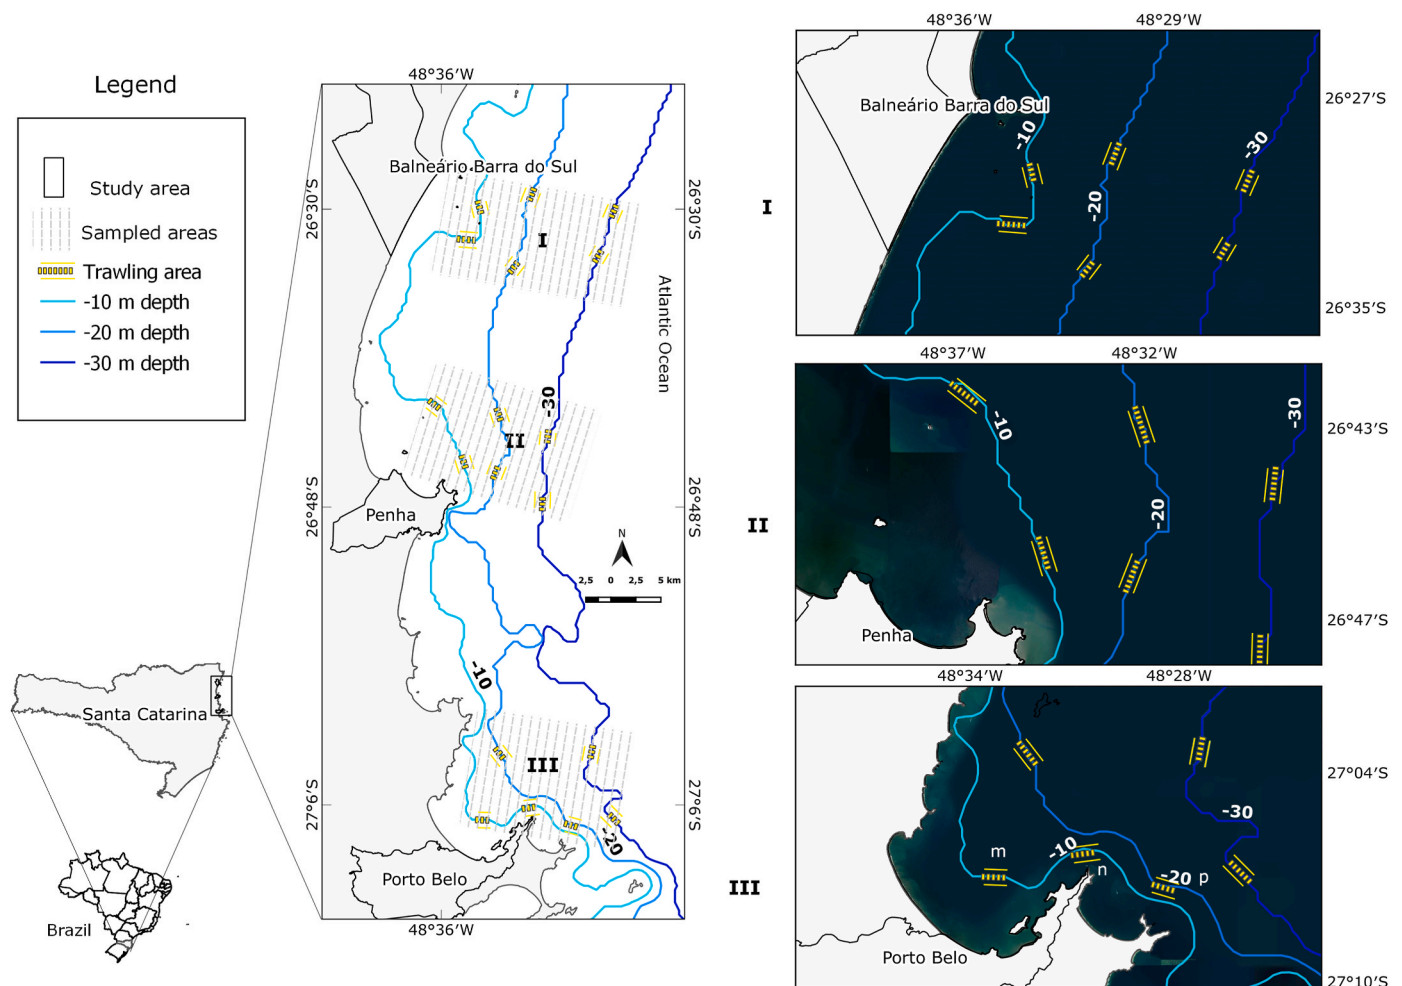 Legend
Study area
Sampled areas
Trawling area
-10 m depth
-20 m depth
-30 m depth
Santa Catarina
Brazil
48°36′W
Balneário Barra do Sul
26°30′S
26°30′S
I
Atlantic Ocean
-30
II
Penha
26°48′S
26°48′S
N
2,5 0 2,5 5 km
-10
III
27°6′S
27°6′S
-20
Porto Belo
48°36′W
I
48°36′W 48°29′W
Balneário Barra do Sul
-10
-20
-30
26°27′S
26°35′S
II
48°37′W 48°32′W
-10
-20
-30
Penha
26°43′S
26°47′S
III
48°34′W 48°28′W
27°04′S
-30
m
-10
n
-20
p
Porto Belo
27°10′S